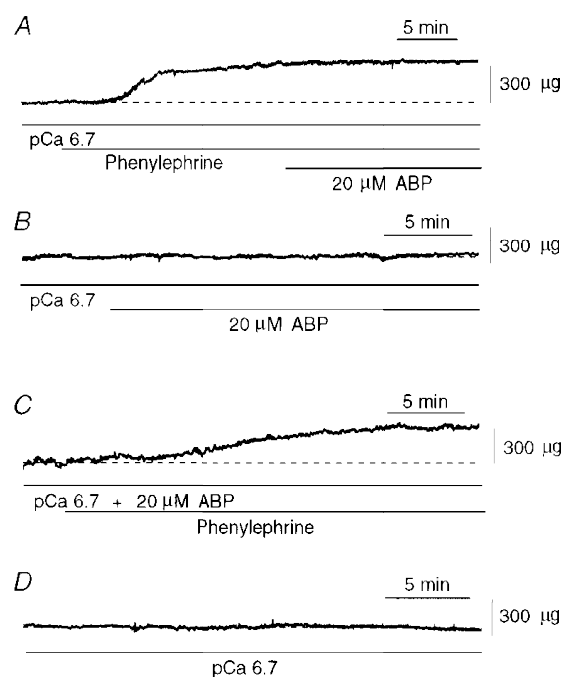 A
5 min
300 µg
pCa 6.7
Phenylephrine
20 µM ABP
B
5 min
300 µg
pCa 6.7
20 µM ABP
C
5 min
300 µg
pCa 6.7 + 20 µM ABP
Phenylephrine
D
5 min
300 µg
pCa 6.7